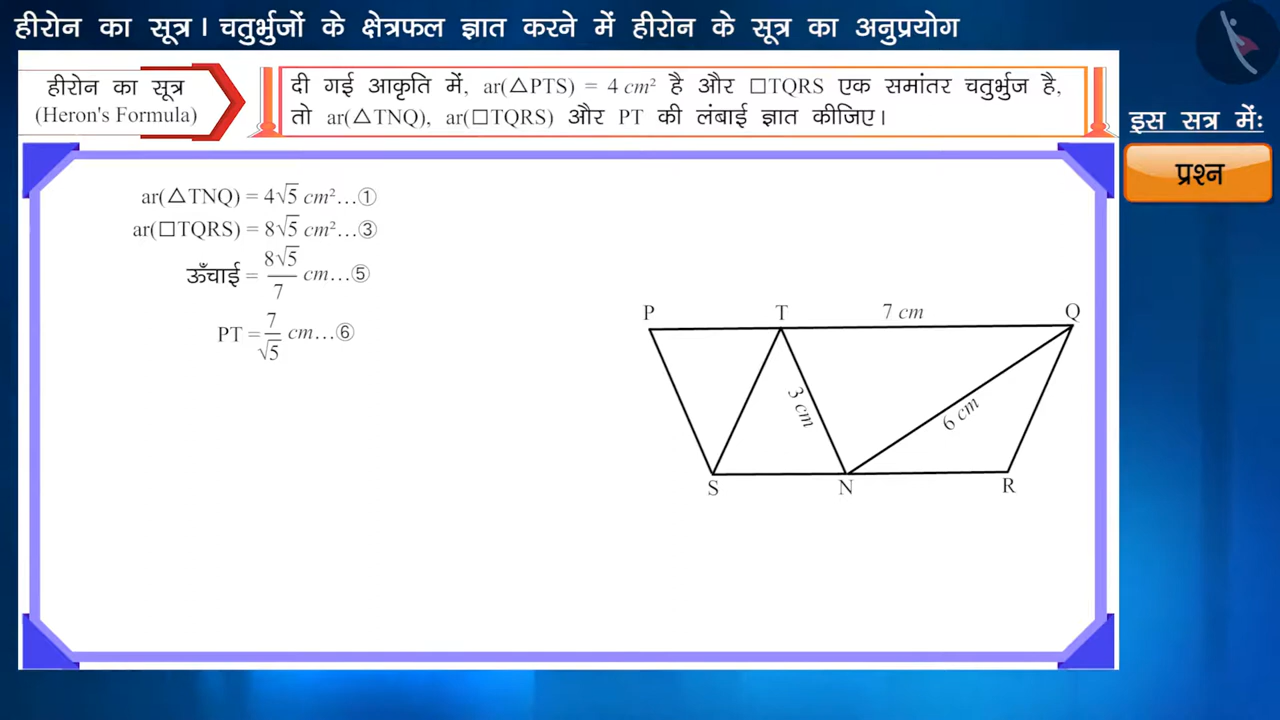 हीरोन का सूत्र। चतुर्भुजों के क्षेत्रफल ज्ञात करने में हीरोन के सूत्र का अनुप्रयोग
हीरोन का सूत्र
(Heron's Formula)
दी गई आकृति में, ar(△PTS) = 4 cm² है और □TQRS एक समांतर चतुर्भुज है,
तो ar(△TNQ), ar(□TQRS) और PT की लंबाई ज्ञात कीजिए।
इस सत्र में:
प्रश्न
ar(△TNQ) = 4√5 cm²...①
ar(□TQRS) = 8√5 cm²...③
ऊँचाई = 8√5/7 cm...⑤
PT = 7/√5 cm...⑥
P T 7 cm Q
3 cm
6 cm
S N R